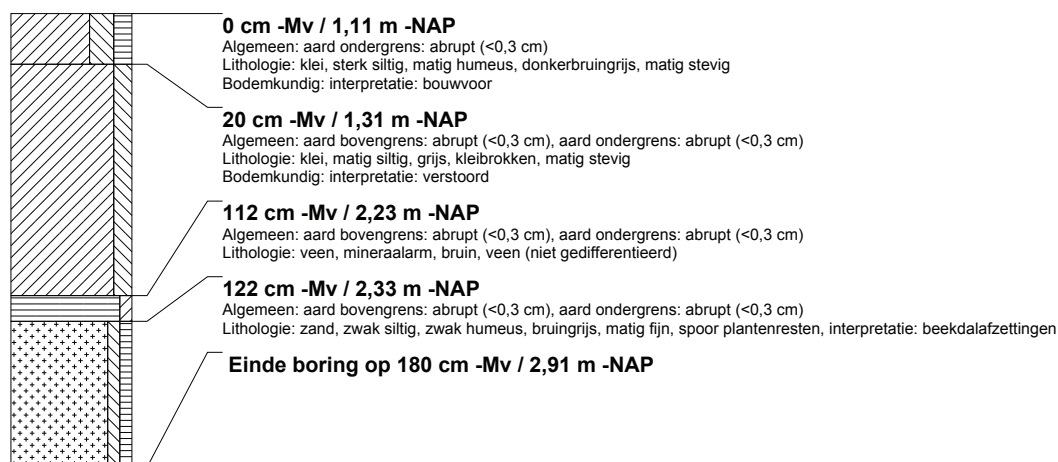 0 cm -Mv / 1,11 m -NAP
Algemeen: aard ondergrens: abrupt (<0,3 cm)
Lithologie: klei, sterk siltig, matig humeus, donkerbruingrijs, matig stevig
Bodemkundig: interpretatie: bouwvoor
20 cm -Mv / 1,31 m -NAP
Algemeen: aard bovengrens: abrupt (<0,3 cm), aard ondergrens: abrupt (<0,3 cm)
Lithologie: klei, matig siltig, grijs, kleibrokken, matig stevig
Bodemkundig: interpretatie: verstoord
112 cm -Mv / 2,23 m -NAP
Algemeen: aard bovengrens: abrupt (<0,3 cm), aard ondergrens: abrupt (<0,3 cm)
Lithologie: veen, mineraalarm, bruin, veen (niet gedifferentieerd)
122 cm -Mv / 2,33 m -NAP
Algemeen: aard bovengrens: abrupt (<0,3 cm), aard ondergrens: abrupt (<0,3 cm)
Lithologie: zand, zwak siltig, zwak humeus, bruingrijs, matig fijn, spoor plantenresten, interpretatie: beekdalafzettingen
Einde boring op 180 cm -Mv / 2,91 m -NAP